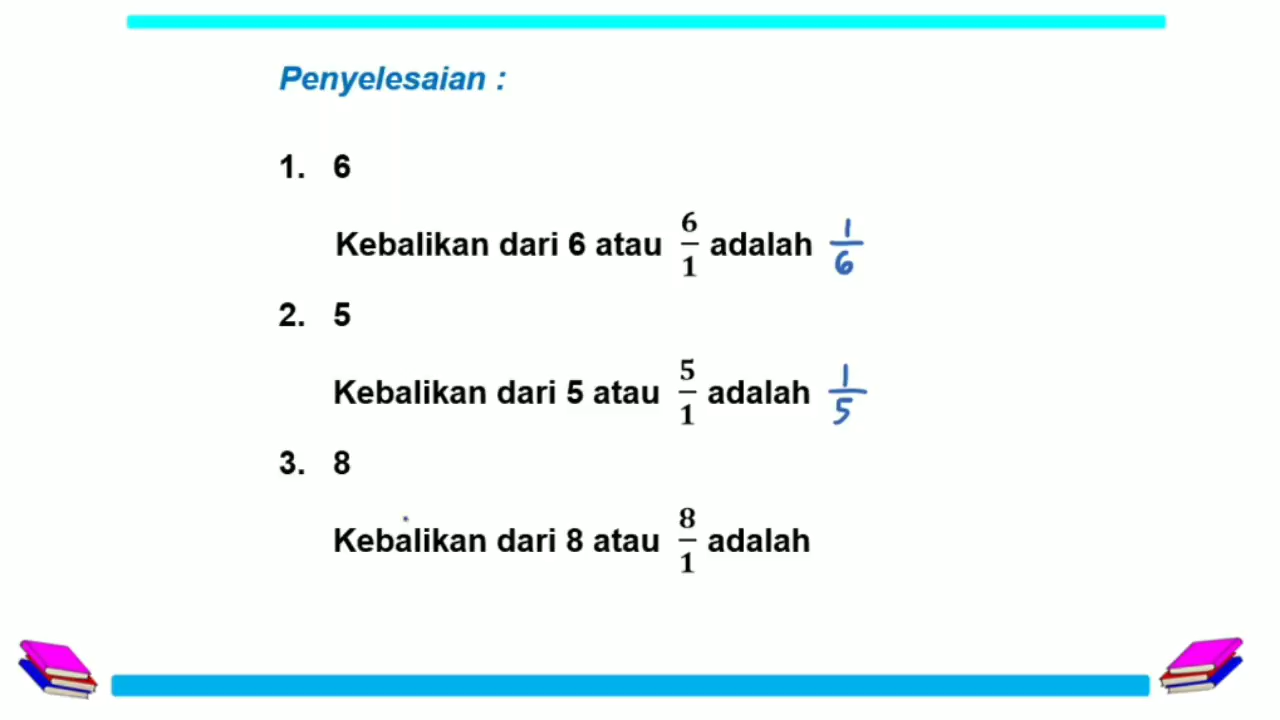 Penyelesaian :
1. 6
Kebalikan dari 6 atau 6/1 adalah 1/6
2. 5
Kebalikan dari 5 atau 5/1 adalah 1/5
3. 8
Kebalikan dari 8 atau 8/1 adalah